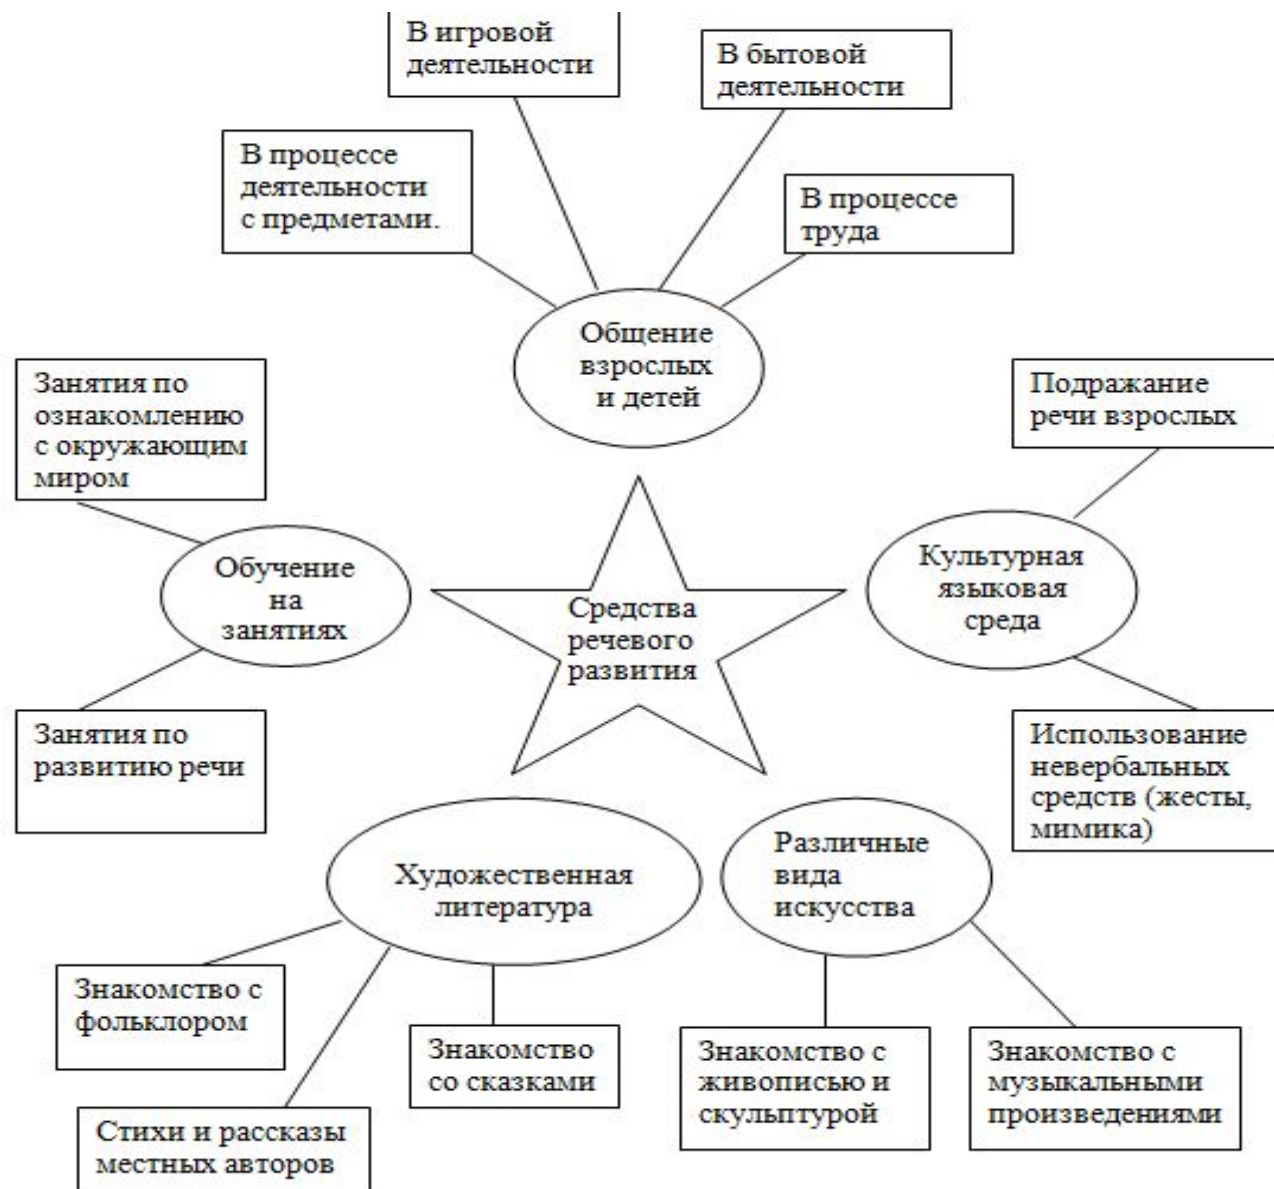 В игровой
деятельности
В бытовой
деятельности
В процессе
деятельности
с предметами.
В процессе
труда
Общение
взрослых
и детей
Занятия по
ознакомлению
с окружающим
миром
Подражание
речи взрослых
Обучение
на
занятиях
Культурная
языковая
среда
Средства
речевого
развития
Занятия по
развитию речи
Использование
невербальных
средств (жесты,
мимика)
Художественная
литература
Различные
вида
искусства
Знакомство с
фольклором
Знакомство
со сказками
Знакомство с
живописью и
скульптурой
Знакомство с
музыкальными
произведениями
Стихи и рассказы
местных авторов